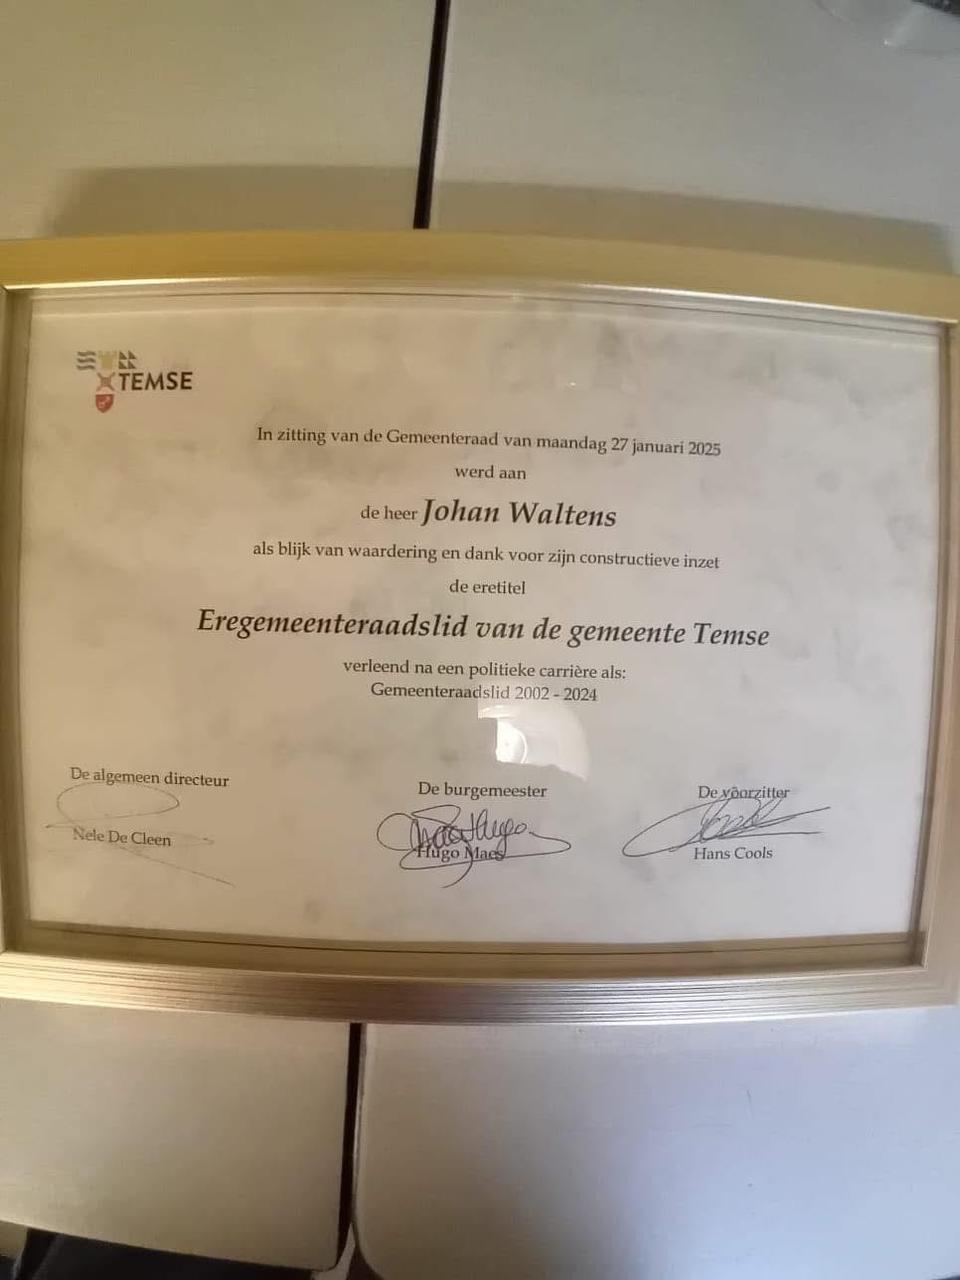 TEMSE
In zitting van de Gemeenteraad van maandag 27 januari 2025
werd aan
de heer Johan Waltens
als blijk van waardering en dank voor zijn constructieve inzet
de eretitel
Eregemeenteraadslid van de gemeente Temse
verleend na een politieke carrière als:
Gemeenteraadslid 2002 - 2024
De algemeen directeur
Nele De Cleen
De burgemeester
Hugo Maes
De voorzitter
Hans Cools